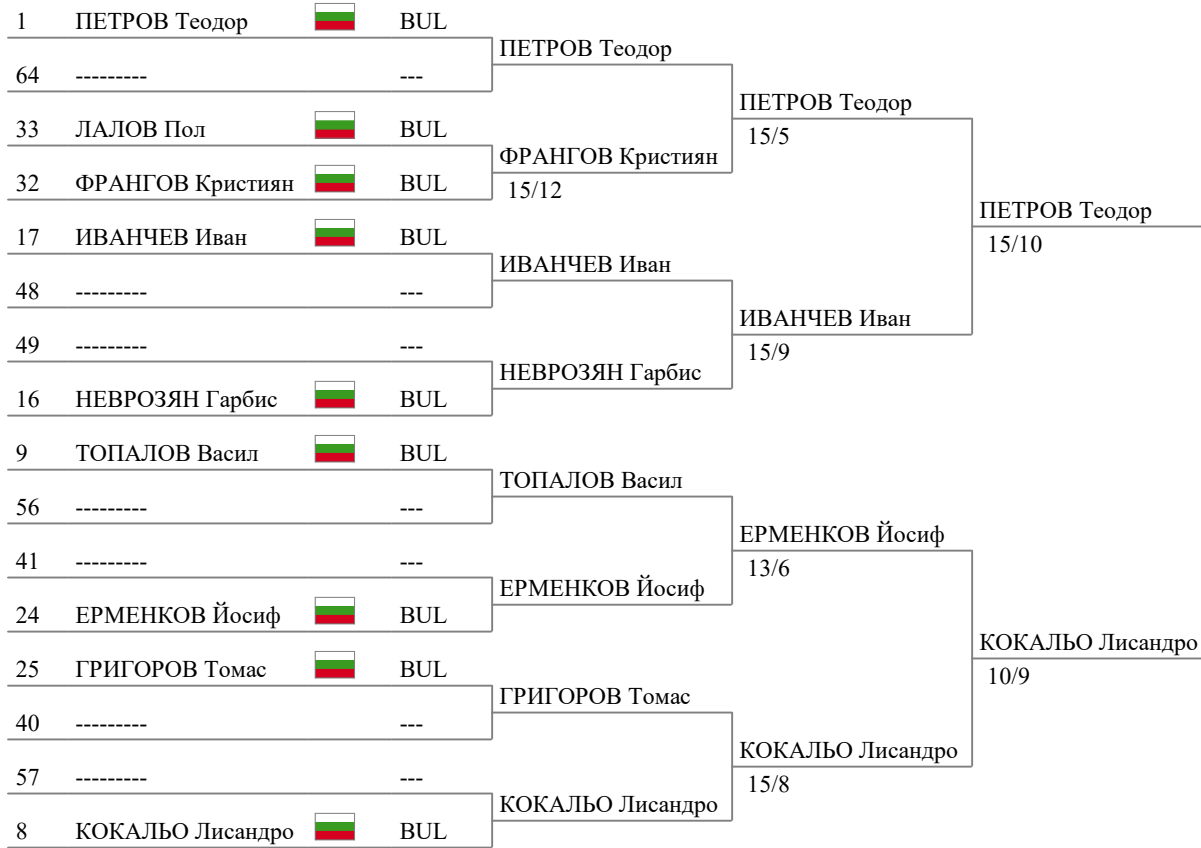 1 ПЕТРОВ Теодор BUL
64 --------- ---
33 ЛАЛОВ Пол BUL
32 ФРАНГОВ Кристиян BUL
17 ИВАНЧЕВ Иван BUL
48 --------- ---
49 --------- ---
16 НЕВРОЗЯН Гарбис BUL
9 ТОПАЛОВ Васил BUL
56 --------- ---
41 --------- ---
24 ЕРМЕНКОВ Йосиф BUL
25 ГРИГОРОВ Томас BUL
40 --------- ---
57 --------- ---
8 КОКАЛЬО Лисандро BUL
ПЕТРОВ Теодор
ФРАНГОВ Кристиян
15/12
ИВАНЧЕВ Иван
НЕВРОЗЯН Гарбис
ТОПАЛОВ Васил
ЕРМЕНКОВ Йосиф
ГРИГОРОВ Томас
КОКАЛЬО Лисандро
ПЕТРОВ Теодор
15/5
ИВАНЧЕВ Иван
15/9
ЕРМЕНКОВ Йосиф
13/6
КОКАЛЬО Лисандро
15/8
ПЕТРОВ Теодор
15/10
КОКАЛЬО Лисандро
10/9